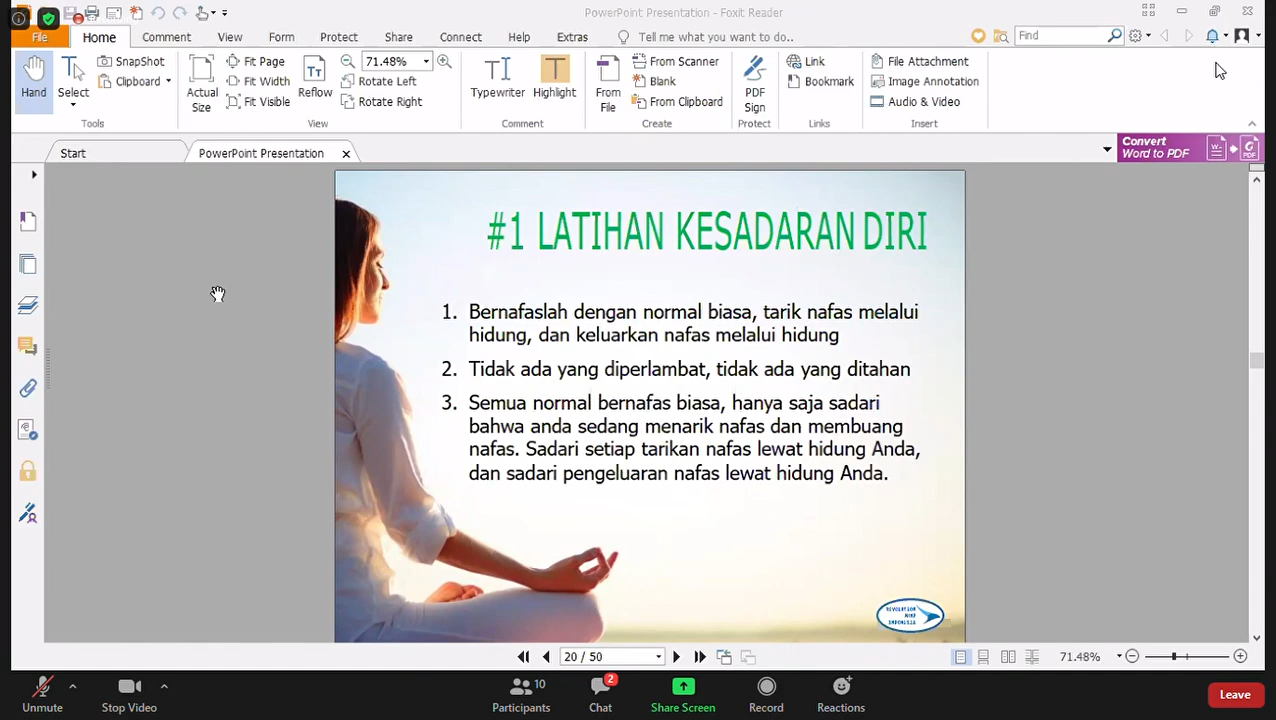 PowerPoint Presentation - Foxit Reader
File Home Comment View Form Protect Share Connect Help Extras Tell me what you want to do.. Find
Hand
Select
SnapShot
Clipboard
Tools
Actual Size
Fit Page
Fit Width
Fit Visible
Reflow
71.48%
Rotate Left
Rotate Right
View
Typewriter
Highlight
Comment
From File
From Scanner
Blank
From Clipboard
Create
PDF Sign
Protect
Link
Bookmark
Links
File Attachment
Image Annotation
Audio & Video
Insert
Start
PowerPoint Presentation
Convert
Word to PDF
#1 LATIHAN KESADARAN DIRI
1. Bernafaslah dengan normal biasa, tarik nafas melalui
hidung, dan keluarkan nafas melalui hidung
2. Tidak ada yang diperlambat, tidak ada yang ditahan
3. Semua normal bernafas biasa, hanya saja sadari
bahwa anda sedang menarik nafas dan membuang
nafas. Sadari setiap tarikan nafas lewat hidung Anda,
dan sadari pengeluaran nafas lewat hidung Anda.
REVOLUTION
MIND
INDONESIA
20 / 50
71.48%
Unmute
Stop Video
10
Participants
2
Chat
Share Screen
Record
Reactions
Leave